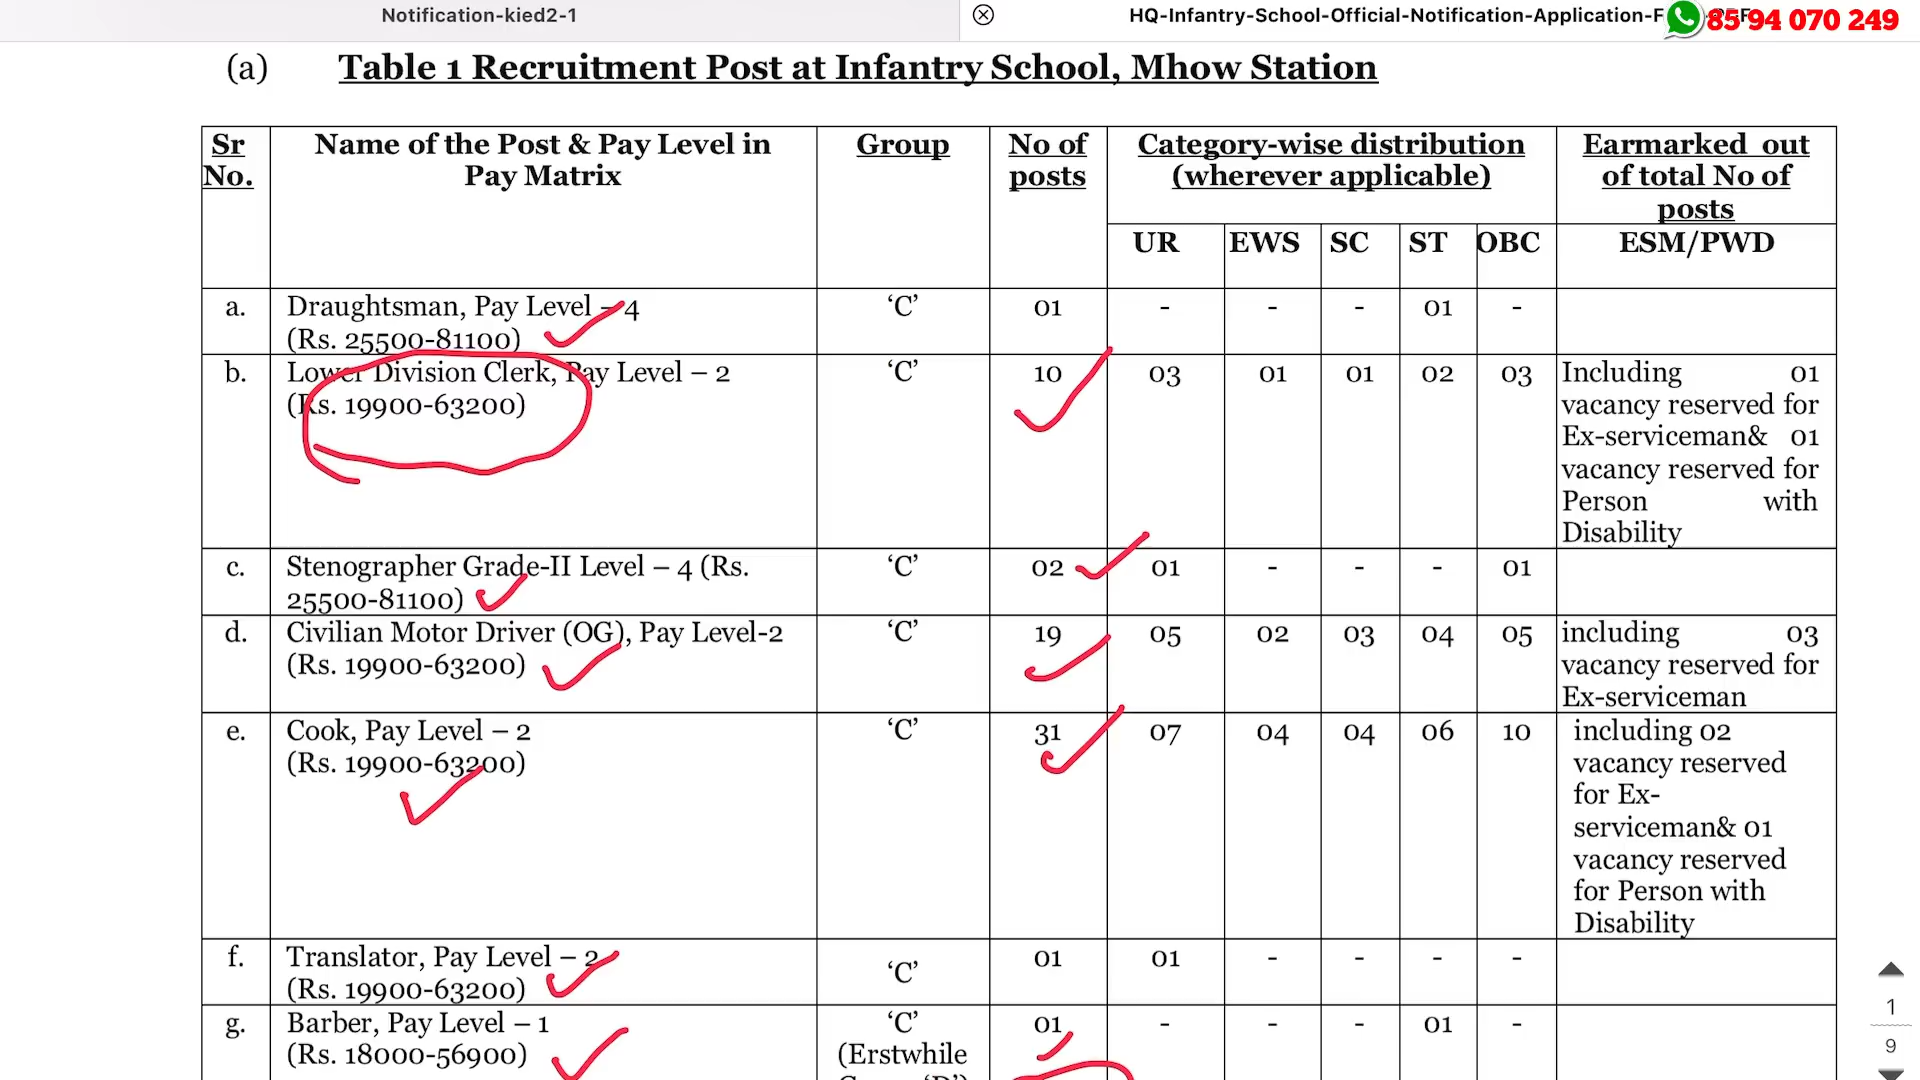 Notification-kied2-1
HQ-Infantry-School-Official-Notification-Application-F
85 94 070 249
(a) Table 1 Recruitment Post at Infantry School, Mhow Station
Sr No.
Name of the Post & Pay Level in Pay Matrix
Group
No of posts
Category-wise distribution (wherever applicable)
Earmarked out of total No of posts
UR EWS SC ST OBC ESM/PWD
a. Draughtsman, Pay Level – 4 ‘C’ 01 - - - 01 -
(Rs. 25500-81100)
b. Lower Division Clerk, Pay Level – 2 ‘C’ 10 03 01 01 02 03 Including 01
(Rs. 19900-63200) vacancy reserved for
Ex-serviceman& 01
vacancy reserved for
Person with
Disability
c. Stenographer Grade-II Level – 4 (Rs. ‘C’ 02 01 - - - 01
25500-81100)
d. Civilian Motor Driver (OG), Pay Level-2 ‘C’ 19 05 02 03 04 05 including 03
(Rs. 19900-63200) vacancy reserved for
Ex-serviceman
e. Cook, Pay Level – 2 ‘C’ 31 07 04 04 06 10 including 02
(Rs. 19900-63200) vacancy reserved
for Ex-
serviceman& 01
vacancy reserved
for Person with
Disability
f. Translator, Pay Level – 2 ‘C’ 01 01 - - - -
(Rs. 19900-63200)
g. Barber, Pay Level – 1 ‘C’ 01 - - - 01 -
(Rs. 18000-56900) (Erstwhile
1
9